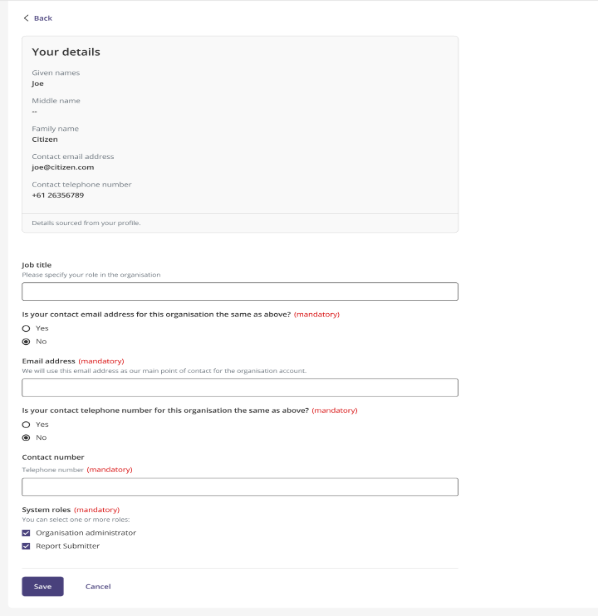 Back
Your details
Given names
Joe
Middle name
--
Family name
Citizen
Contact email address
joe@citizen.com
Contact telephone number
+61 26356789
Details sourced from your profile.
Job title
Please specify your role in the organisation
Is your contact email address for this organisation the same as above? (mandatory)
Yes
No
Email address (mandatory)
We will use this email address as our main point of contact for the organisation account.
Is your contact telephone number for this organisation the same as above? (mandatory)
Yes
No
Contact number
Telephone number (mandatory)
System roles (mandatory)
You can select one or more roles:
Organisation administrator
Report Submitter
Save Cancel